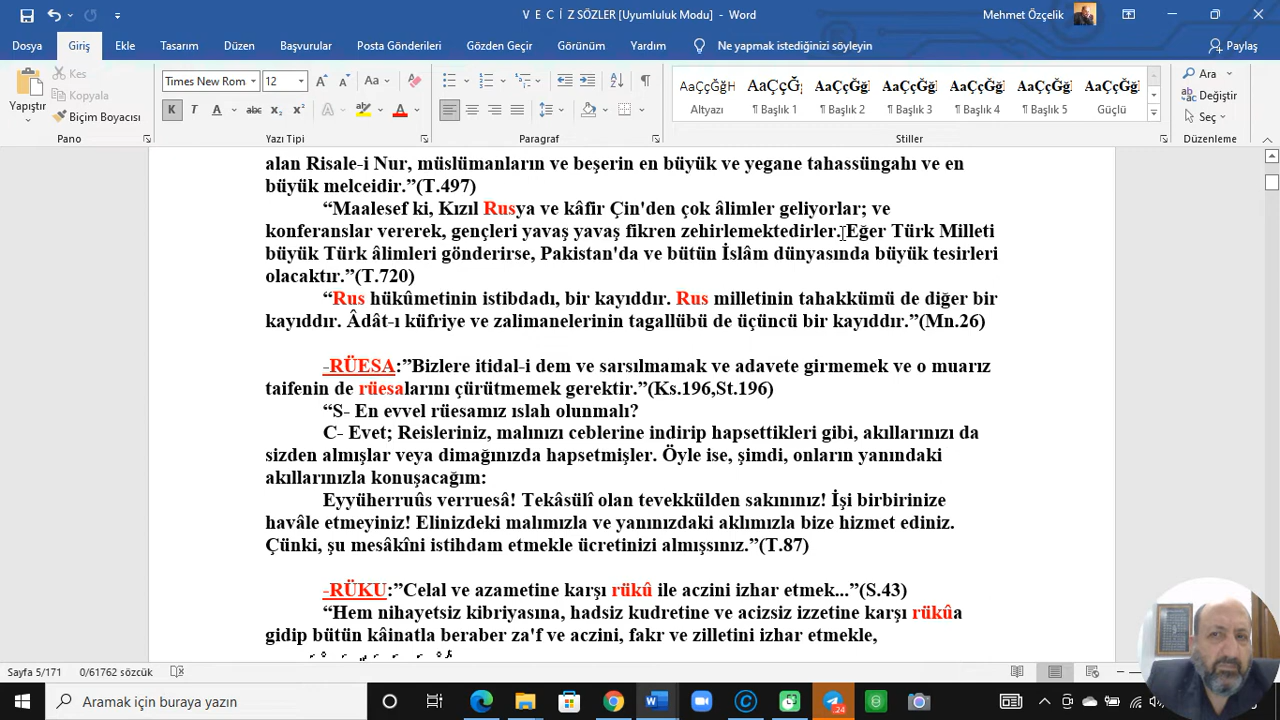 V E C İ Z SÖZLER [Uyumluluk Modu] - Word
Mehmet Özçelik
Dosya Giriş Ekle Tasarım Düzen Başvurular Posta Gönderileri Gözden Geçir Görünüm Yardım Ne yapmak istediğinizi söyleyin Paylaş
Yapıştır
Kes
Kopyala
Biçim Boyacısı
Pano
Times New Rom 12
Yazı Tipi
Paragraf
AaÇçĞğH AaÇçĞ AaÇçĞğ AaÇçĞğ AaÇçĞğ AaÇçĞğ AaÇçĞğ
Altyazı ¶ Başlık 1 ¶ Başlık 2 ¶ Başlık 3 ¶ Başlık 4 ¶ Başlık 5 Güçlü
Stiller
Ara
Değiştir
Seç
Düzenleme
alan Risale-i Nur, müslümanların ve beşerin en büyük ve yegane tahassüngahı ve en
büyük melceidir.”(T.497)
“Maalesef ki, Kızıl Rusya ve kâfir Çin'den çok âlimler geliyorlar; ve
konferanslar vererek, gençleri yavaş yavaş fikren zehirlemektedirler. Eğer Türk Milleti
büyük Türk âlimleri gönderirse, Pakistan'da ve bütün İslâm dünyasında büyük tesirleri
olacaktır.”(T.720)
“Rus hükûmetinin istibdadı, bir kayıddır. Rus milletinin tahakkümü de diğer bir
kayıddır. Âdât-ı küfriye ve zalimanelerinin tagallübü de üçüncü bir kayıddır.”(Mn.26)
-RÜESA:”Bizlere itidal-i dem ve sarsılmamak ve adavete girmemek ve o muarız
taifenin de rüesalarını çürütmemek gerektir.”(Ks.196,St.196)
“S- En evvel rüesamız ıslah olunmalı?
C- Evet; Reisleriniz, malınızı ceblerine indirip hapsettikleri gibi, akıllarınızı da
sizden almışlar veya dimağınızda hapsetmişler. Öyle ise, şimdi, onların yanındaki
akıllarınızla konuşacağım:
Eyyüherruûs verruesâ! Tekâsülî olan tevekkülden sakınınız! İşi birbirinize
havâle etmeyiniz! Elinizdeki malımızla ve yanınızdaki aklımızla bize hizmet ediniz.
Çünki, şu mesâkîni istihdam etmekle ücretinizi almışsınız.”(T.87)
-RÜKU:”Celal ve azametine karşı rükû ile aczini izhar etmek...”(S.43)
“Hem nihayetsiz kibriyasına, hadsiz kudretine ve acizsiz izzetine karşı rükûa
gidip bütün kâinatla beraber za'f ve aczini, fakr ve zilletini izhar etmekle,
Sayfa 5/171 0/61762 sözcük
Aramak için buraya yazın
24